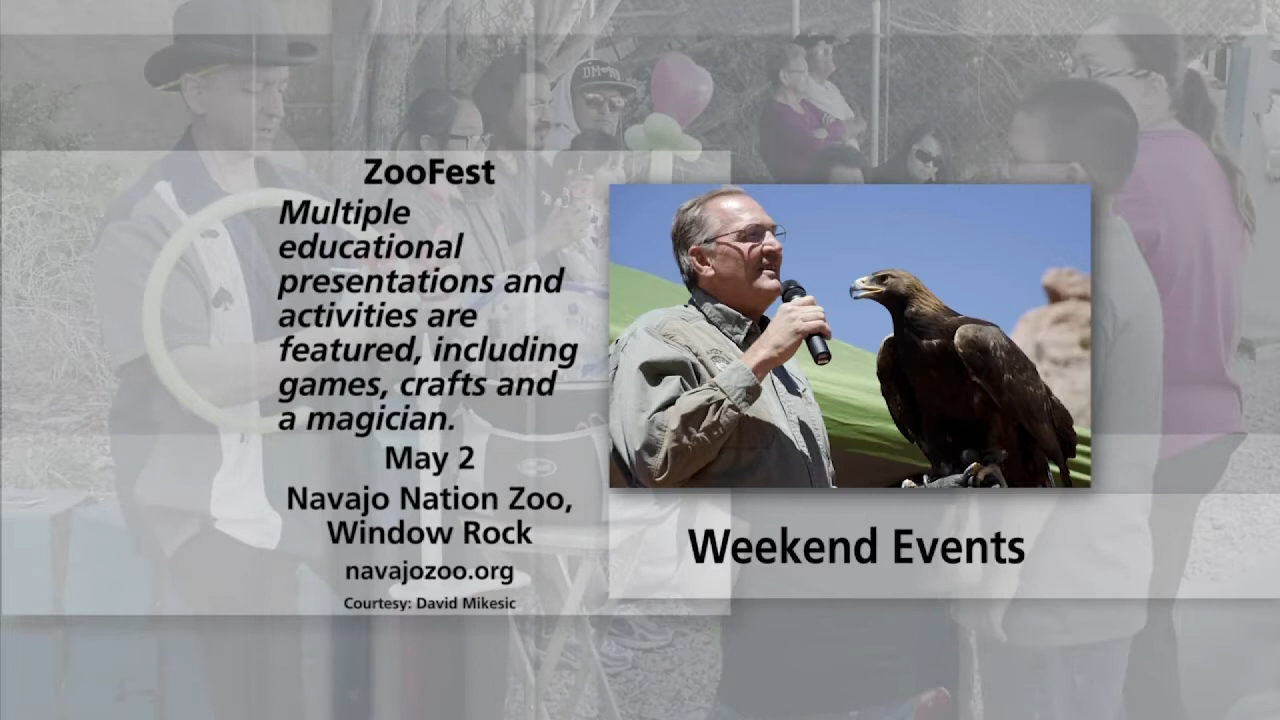 ZooFest
Multiple
educational
presentations and
activities are
featured, including
games, crafts and
a magician.
May 2
Navajo Nation Zoo,
Window Rock
navajozoo.org
Courtesy: David Mikesic
Weekend Events